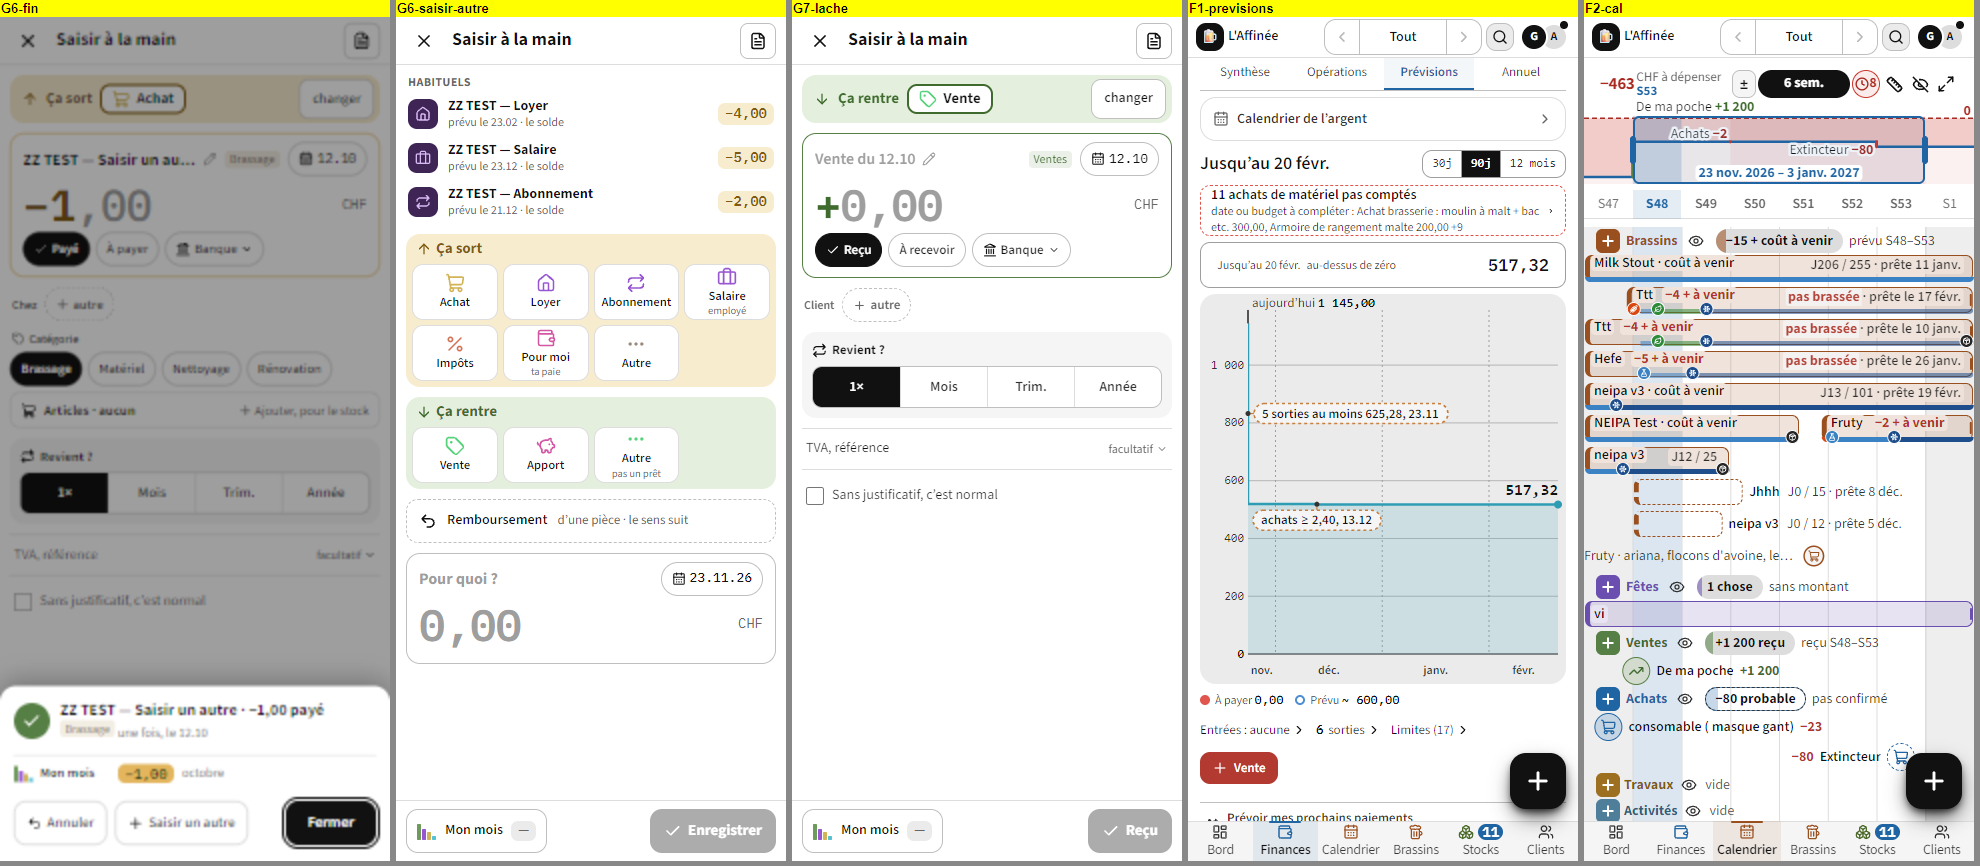 G6-fin
Saisir à la main
Ça sort
Achat
changer
ZZ TEST — Saisir un au...
Brassage
12.10
−1,00
CHF
Payé
À payer
Banque
Chez
+ autre
Catégorie
Brassage
Matériel
Nettoyage
Rénovation
Articles · aucun
+ Ajouter, pour le stock
Revient ?
1×
Mois
Trim.
Année
TVA, référence
facultatif
Sans justificatif, c'est normal
ZZ TEST — Saisir un autre · −1,00 payé
Brassage
une fois, le 12.10
Mon mois
−1,00
octobre
Annuler
+ Saisir un autre
Fermer
G6-saisir-autre
Saisir à la main
HABITUELS
ZZ TEST — Loyer
prévu le 23.02 · le solde
−4,00
ZZ TEST — Salaire
prévu le 23.12 · le solde
−5,00
ZZ TEST — Abonnement
prévu le 21.12 · le solde
−2,00
Ça sort
Achat
Loyer
Abonnement
Salaire
employé
Impôts
Pour moi
ta paie
Autre
Ça rentre
Vente
Apport
Autre
pas un prêt
Remboursement d'une pièce · le sens suit
Pour quoi ?
23.11.26
0,00
CHF
Mon mois
—
Enregistrer
G7-lache
Saisir à la main
Ça rentre
Vente
changer
Vente du 12.10
Ventes
12.10
+0,00
CHF
Reçu
À recevoir
Banque
Client
+ autre
Revient ?
1×
Mois
Trim.
Année
TVA, référence
facultatif
Sans justificatif, c'est normal
Mon mois
—
Reçu
F1-previsions
L'Affinée
Tout
G
A
Synthèse
Opérations
Prévisions
Annuel
Calendrier de l'argent
Jusqu'au 20 févr.
30j
90j
12 mois
11 achats de matériel pas comptés
date ou budget à compléter : Achat brasserie : moulin à malt + bac
etc. 300,00, Armoire de rangement malte 200,00 +9
Jusqu'au 20 févr. au-dessus de zéro
517,32
aujourd'hui 1 145,00
1 000
5 sorties au moins 625,28, 23.11
800
600
517,32
achats ≥ 2,40, 13.12
400
200
0
nov.
déc.
janv.
févr.
À payer 0,00
Prévu ~ 600,00
Entrées : aucune
6 sorties
Limites (17)
+ Vente
Prévoir mes prochains paiements
+
Bord
Finances
Calendrier
Brassins
11
Stocks
Clients
F2-cal
L'Affinée
Tout
G
A
−463
CHF à dépenser
S53
±
6 sem.
8
De ma poche +1 200
0
Achats −2
Extincteur −80
23 nov. 2026 – 3 janv. 2027
S47
S48
S49
S50
S51
S52
S53
S1
Brassins
−15 + coût à venir
prévu S48–S53
Milk Stout · coût à venir
J206 / 255 · prête 11 janv.
Ttt −4 + à venir
pas brassée · prête le 17 févr.
Ttt −4 + à venir
pas brassée · prête le 10 janv.
Hefe −5 + à venir
pas brassée · prête le 26 janv.
neipa v3 · coût à venir
J13 / 101 · prête 19 févr.
NEIPA Test · coût à venir
Fruty −2 + à venir
neipa v3
J12 / 25
Jhhh J0 / 15 · prête 8 déc.
neipa v3 J0 / 12 · prête 5 déc.
Fruty · ariana, flocons d'avoine, le...
Fêtes
1 chose
sans montant
vi
Ventes
+1 200 reçu
reçu S48–S53
De ma poche +1 200
Achats
−80 probable
pas confirmé
consomable ( masque gant) −23
−80 Extincteur
Travaux
vide
Activités
vide
+
Bord
Finances
Calendrier
Brassins
11
Stocks
Clients